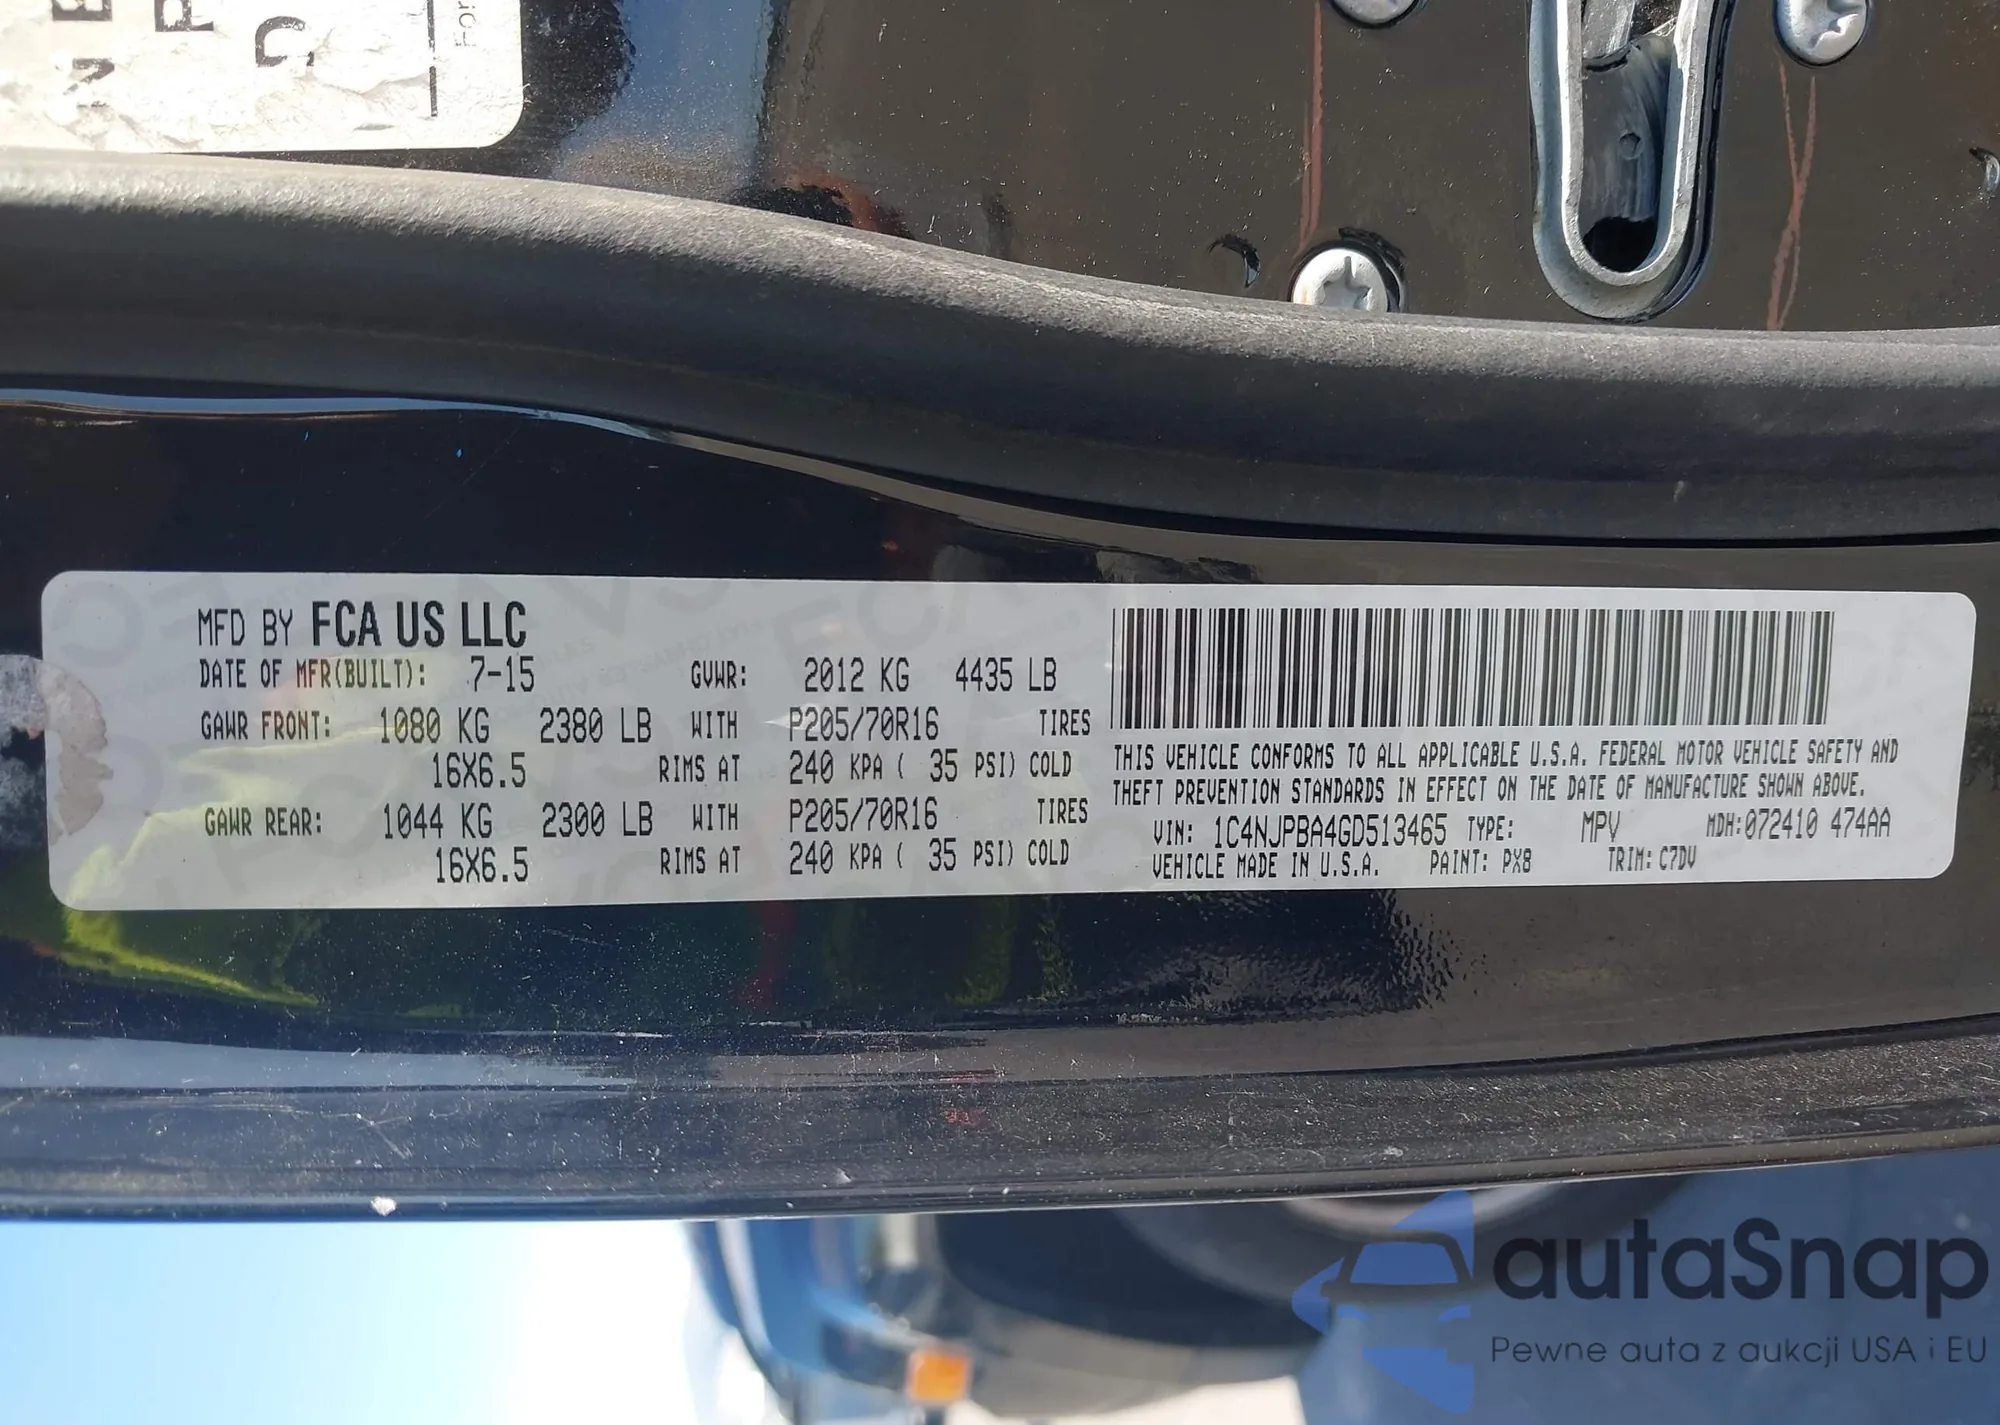 MFD BY FCA US LLC
DATE OF MFR(BUILT): 7-15 GVWR: 2012 KG 4435 LB
GAWR FRONT: 1080 KG 2380 LB WITH P205/70R16 TIRES
16X6.5 RIMS AT 240 KPA ( 35 PSI) COLD
GAWR REAR: 1044 KG 2300 LB WITH P205/70R16 TIRES
16X6.5 RIMS AT 240 KPA ( 35 PSI) COLD
THIS VEHICLE CONFORMS TO ALL APPLICABLE U.S.A. FEDERAL MOTOR VEHICLE SAFETY AND
THEFT PREVENTION STANDARDS IN EFFECT ON THE DATE OF MANUFACTURE SHOWN ABOVE.
VIN: 1C4NJPBA4GD513465 TYPE: MPV MDH:072410 474AA
VEHICLE MADE IN U.S.A. PAINT: PX8 TRIM: C7DV
autaSnap
Pewne auta z aukcji USA i EU